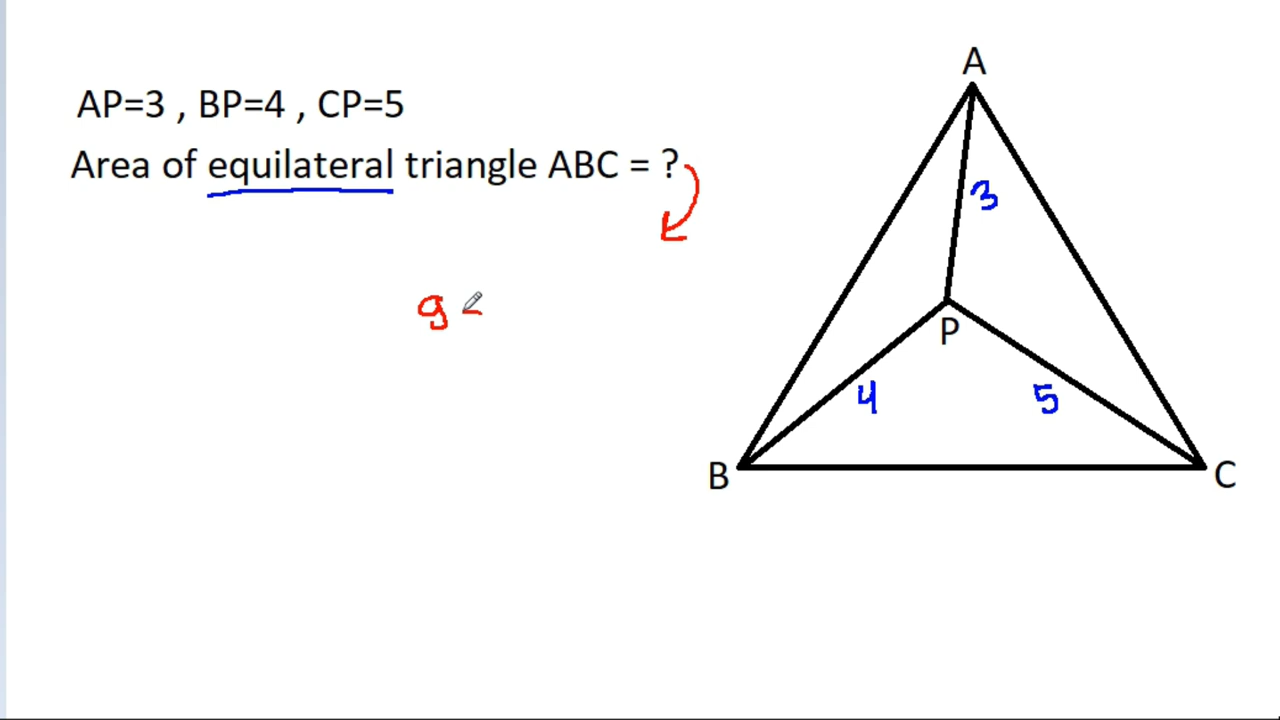 A
AP=3 , BP=4 , CP=5
Area of equilateral triangle ABC = ?
3
9
P
4
5
B
C